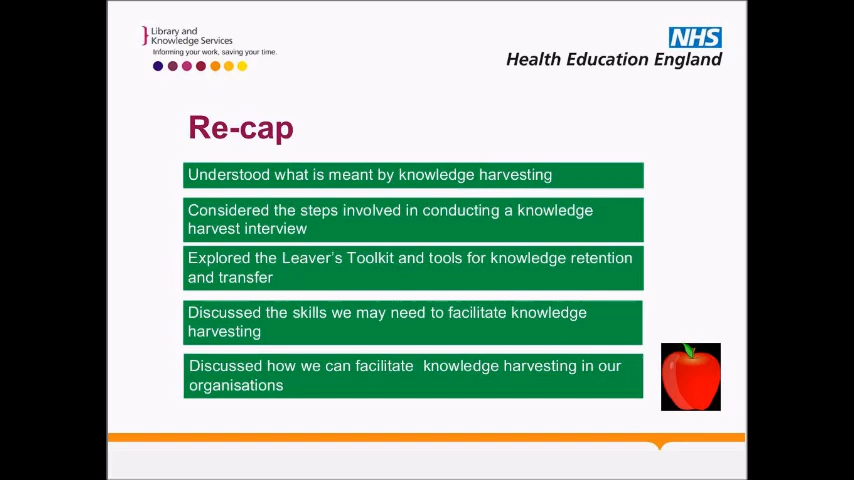 Library and
Knowledge Services
Informing your work, saving your time.
NHS
Health Education England
Re-cap
Understood what is meant by knowledge harvesting
Considered the steps involved in conducting a knowledge
harvest interview
Explored the Leaver's Toolkit and tools for knowledge retention
and transfer
Discussed the skills we may need to facilitate knowledge
harvesting
Discussed how we can facilitate  knowledge harvesting in our
organisations